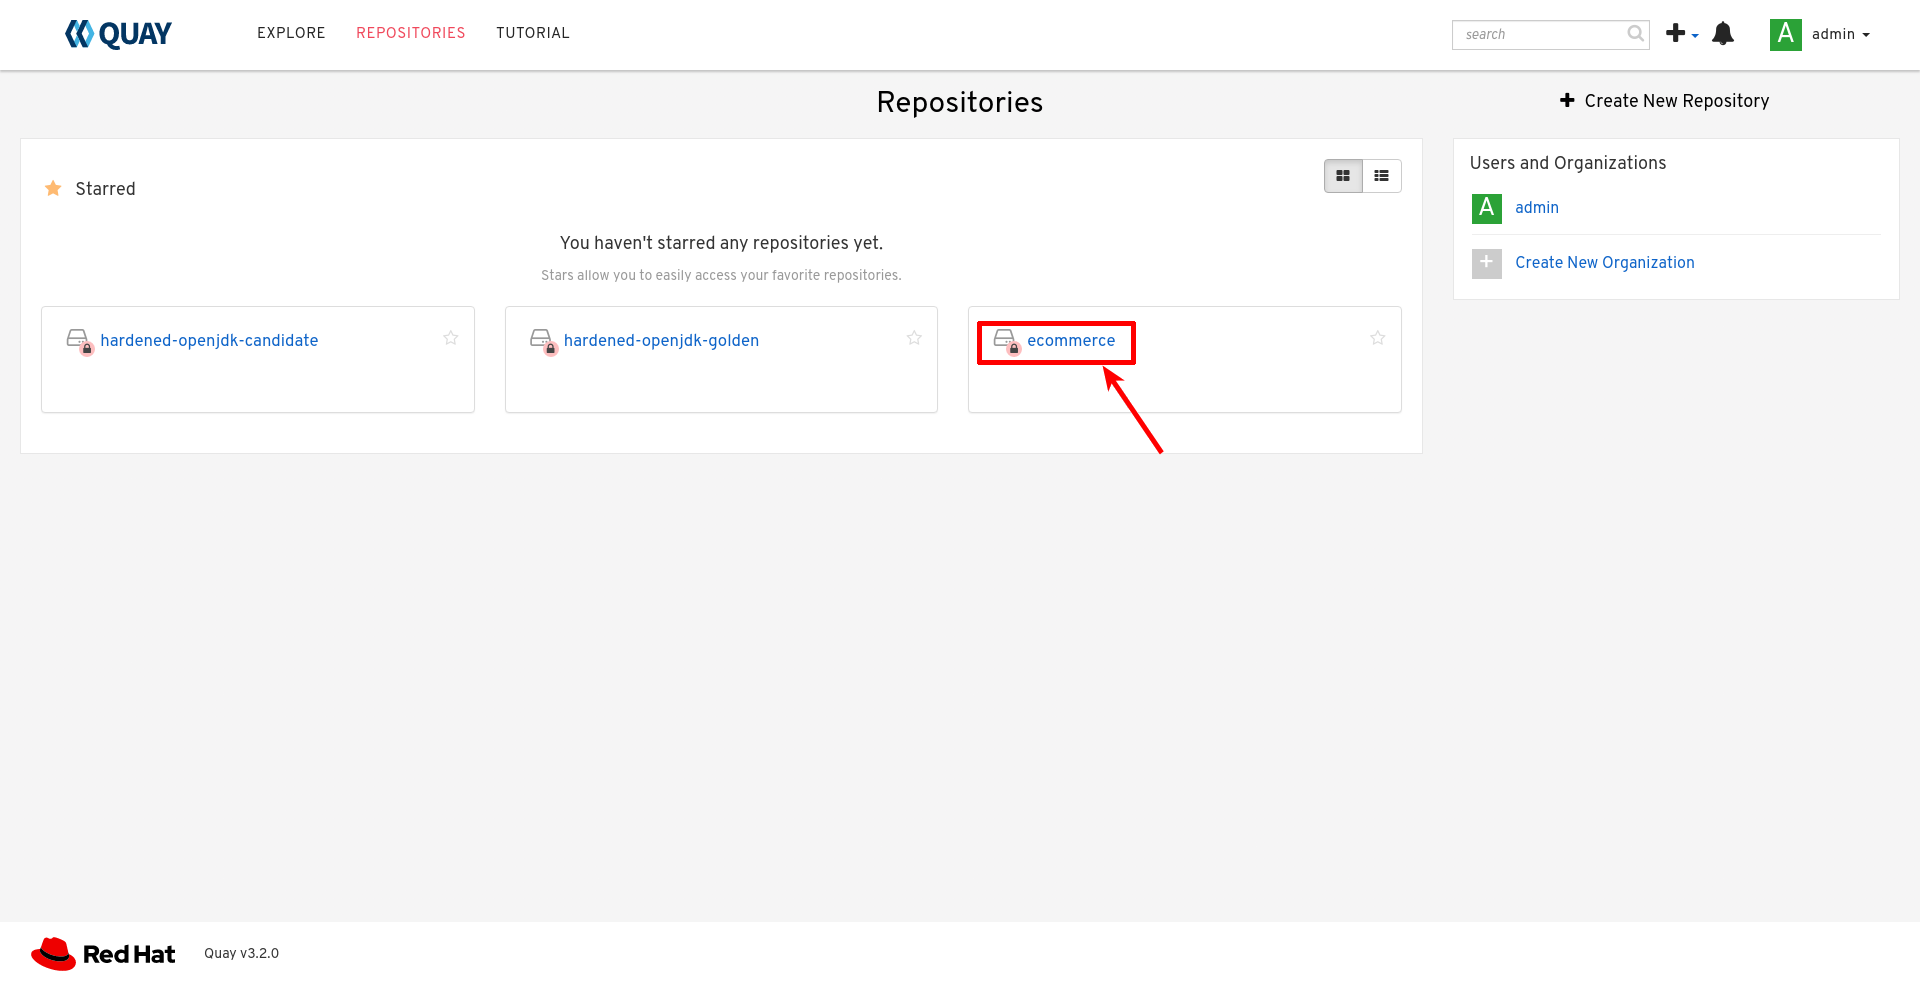 QUAY EXPLORE REPOSITORIES TUTORIAL search A admin
Repositories
Create New Repository
Starred
You haven't starred any repositories yet.
Stars allow you to easily access your favorite repositories.
hardened-openjdk-candidate
hardened-openjdk-golden
ecommerce
Users and Organizations
A admin
Create New Organization
Red Hat Quay v3.2.0